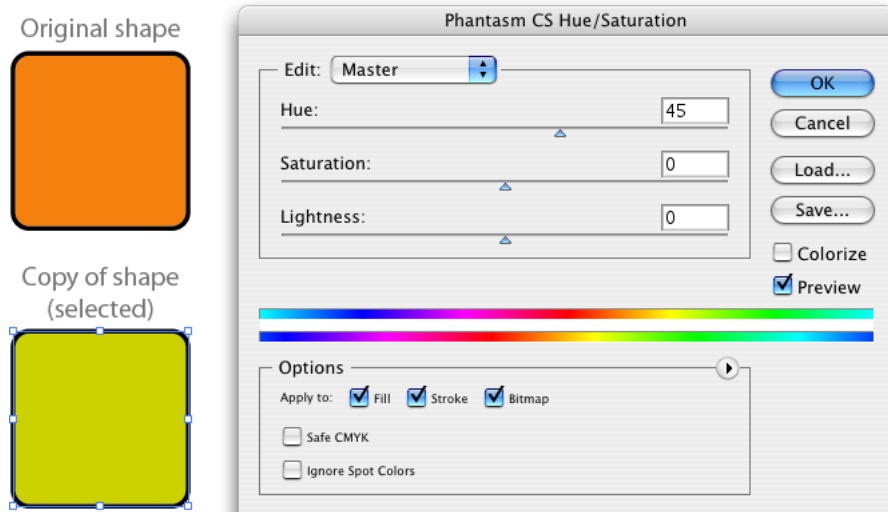 Original shape
Copy of shape
(selected)
Phantasm CS Hue/Saturation
Edit: Master
Hue: 45
Saturation: 0
Lightness: 0
OK
Cancel
Load...
Save...
Colorize
Preview
Options
Apply to: Fill Stroke Bitmap
Safe CMYK
Ignore Spot Colors